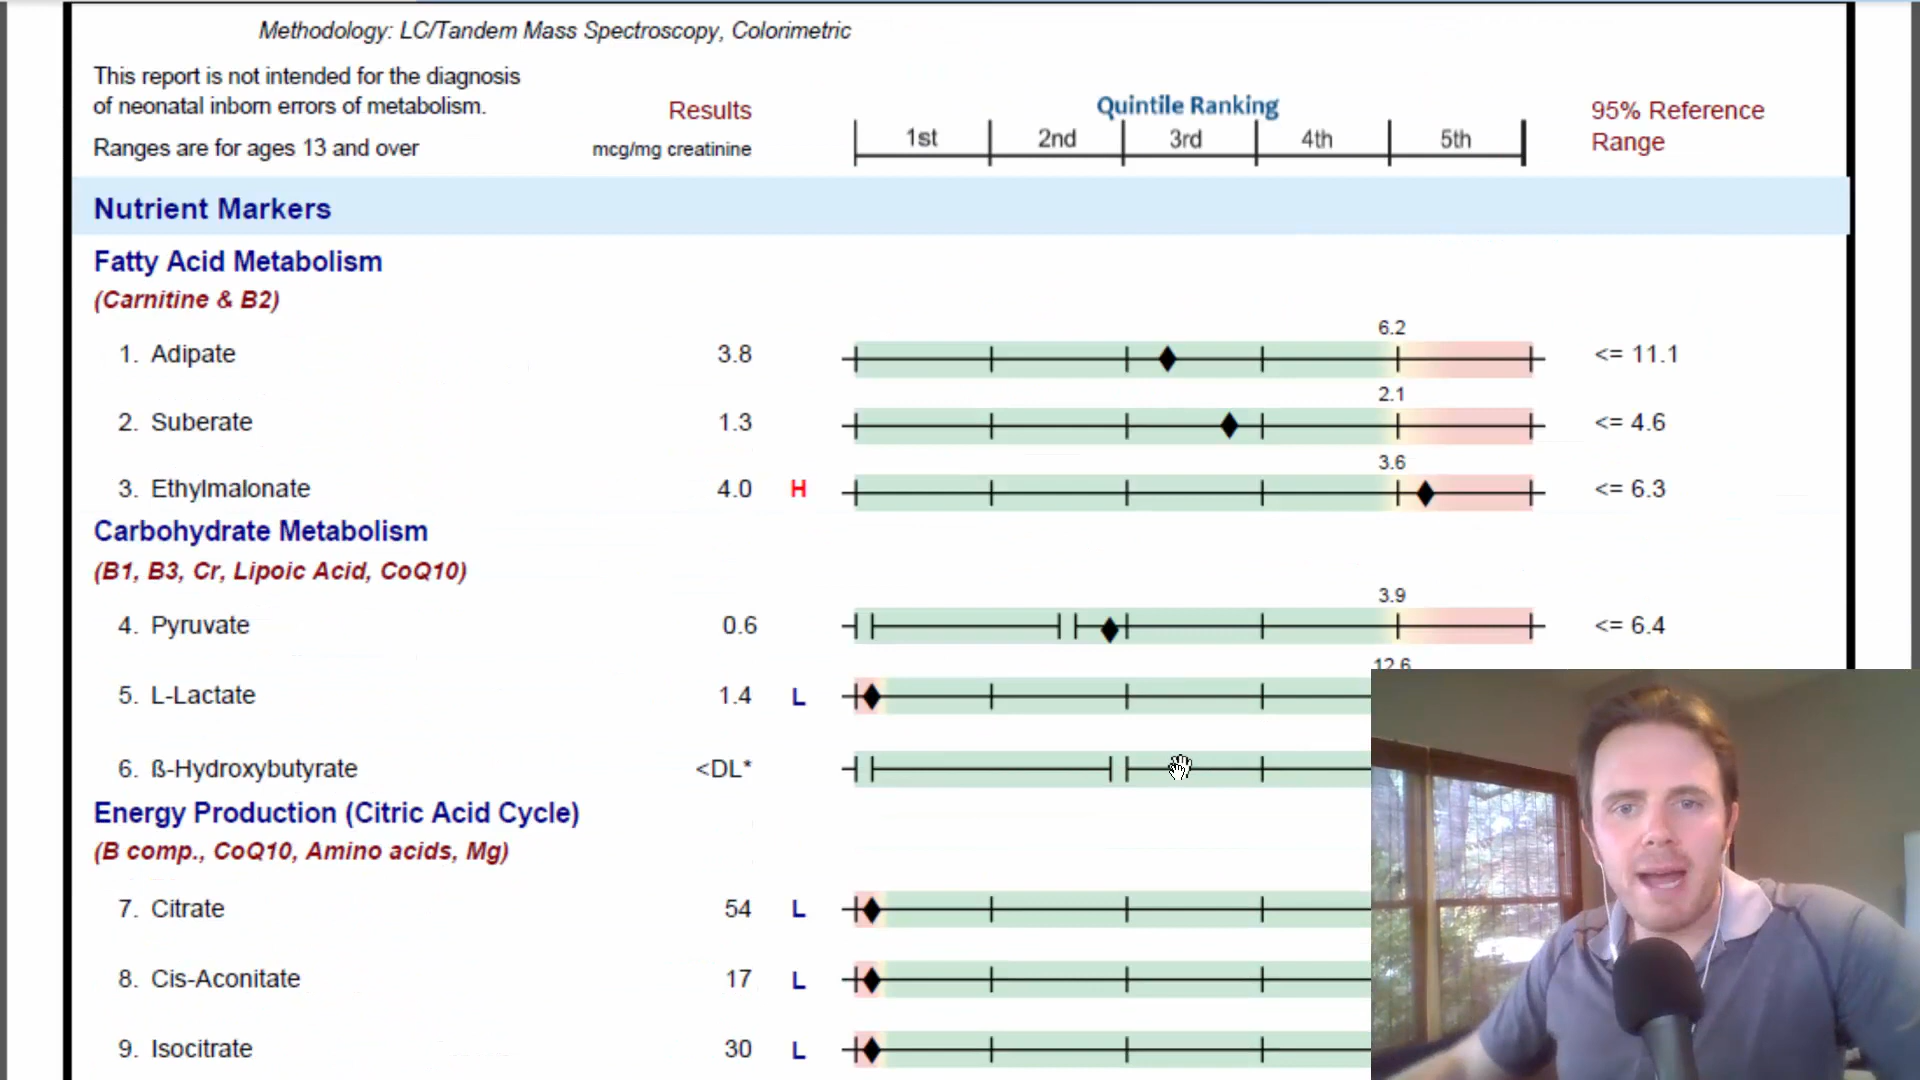 Methodology: LC/Tandem Mass Spectroscopy, Colorimetric
This report is not intended for the diagnosis
of neonatal inborn errors of metabolism.
Ranges are for ages 13 and over
Results
mcg/mg creatinine
Quintile Ranking
1st 2nd 3rd 4th 5th
95% Reference
Range
Nutrient Markers
Fatty Acid Metabolism
(Carnitine & B2)
6.2
1. Adipate 3.8 <= 11.1
2.1
2. Suberate 1.3 <= 4.6
3.6
3. Ethylmalonate 4.0 H <= 6.3
Carbohydrate Metabolism
(B1, B3, Cr, Lipoic Acid, CoQ10)
3.9
4. Pyruvate 0.6 <= 6.4
12.6
5. L-Lactate 1.4 L
6. ß-Hydroxybutyrate <DL*
Energy Production (Citric Acid Cycle)
(B comp., CoQ10, Amino acids, Mg)
7. Citrate 54 L
8. Cis-Aconitate 17 L
9. Isocitrate 30 L